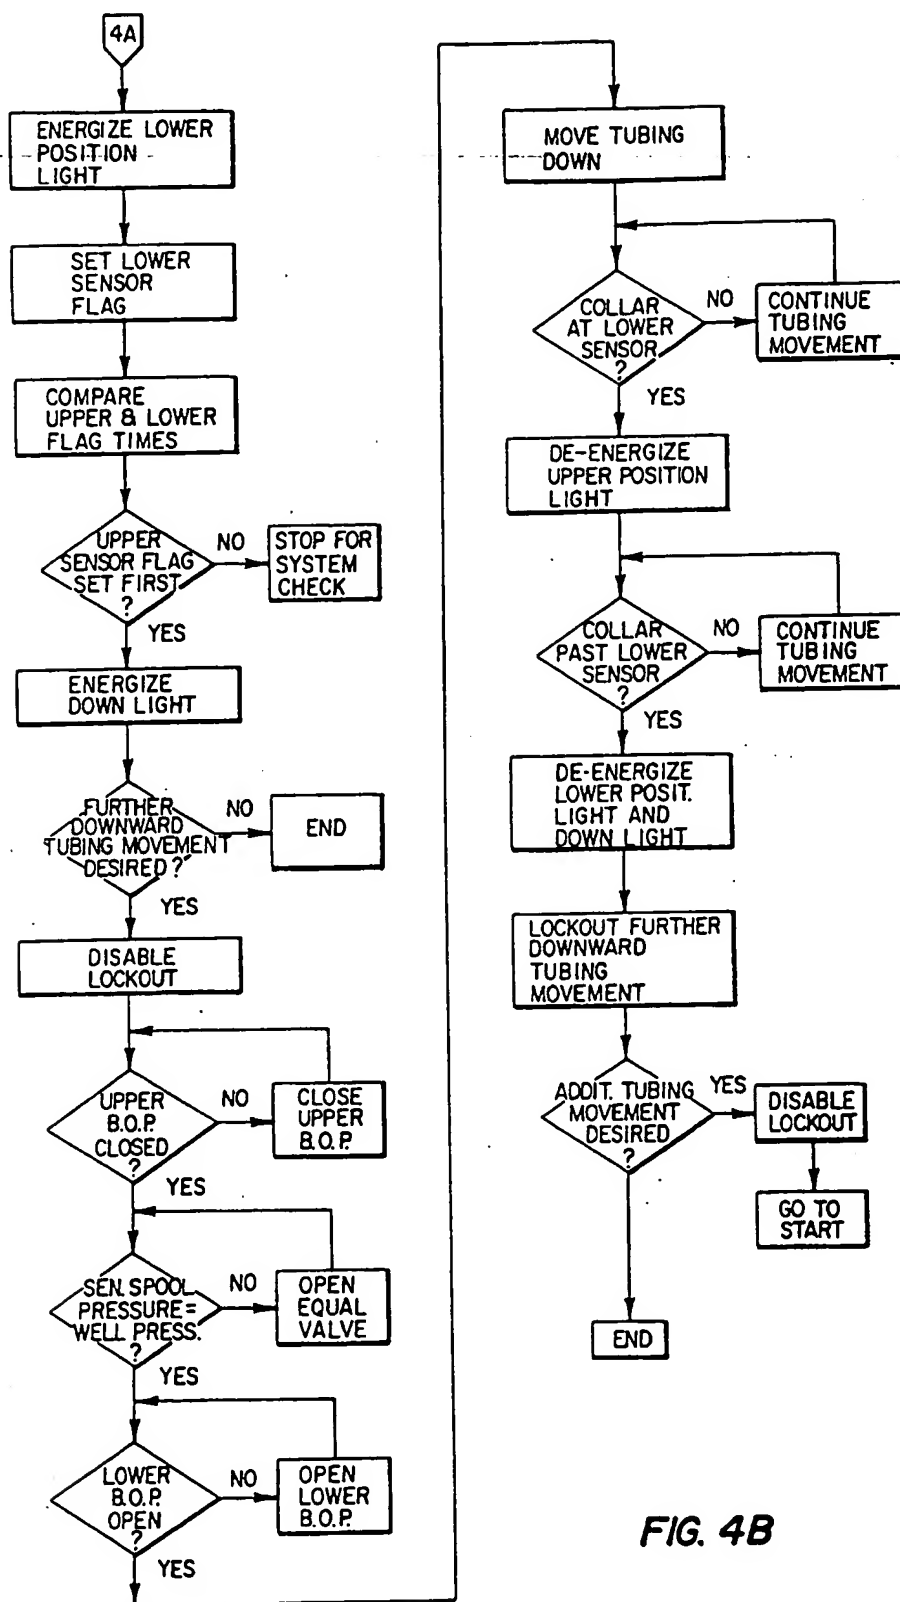 4A
ENERGIZE LOWER
POSITION
LIGHT
SET LOWER
SENSOR
FLAG
COMPARE
UPPER & LOWER
FLAG TIMES
UPPER
SENSOR FLAG
SET FIRST
?
NO
STOP FOR
SYSTEM
CHECK
YES
ENERGIZE
DOWN LIGHT
FURTHER
DOWNWARD
TUBING MOVEMENT
DESIRED?
NO
END
YES
DISABLE
LOCKOUT
UPPER
B.O.P.
CLOSED
?
NO
CLOSE
UPPER
B.O.P.
YES
SEN. SPOOL
PRESSURE =
WELL PRESS.
?
NO
OPEN
EQUAL
VALVE
YES
LOWER
B.O.P.
OPEN
?
NO
OPEN
LOWER
B.O.P.
YES
MOVE TUBING
DOWN
COLLAR
AT LOWER
SENSOR
?
NO
CONTINUE
TUBING
MOVEMENT
YES
DE-ENERGIZE
UPPER POSITION
LIGHT
COLLAR
PAST LOWER
SENSOR
?
NO
CONTINUE
TUBING
MOVEMENT
YES
DE-ENERGIZE
LOWER POSIT.
LIGHT AND
DOWN LIGHT
LOCKOUT FURTHER
DOWNWARD
TUBING
MOVEMENT
ADDIT. TUBING
MOVEMENT
DESIRED
?
YES
DISABLE
LOCKOUT
GO TO
START
END
FIG. 4B